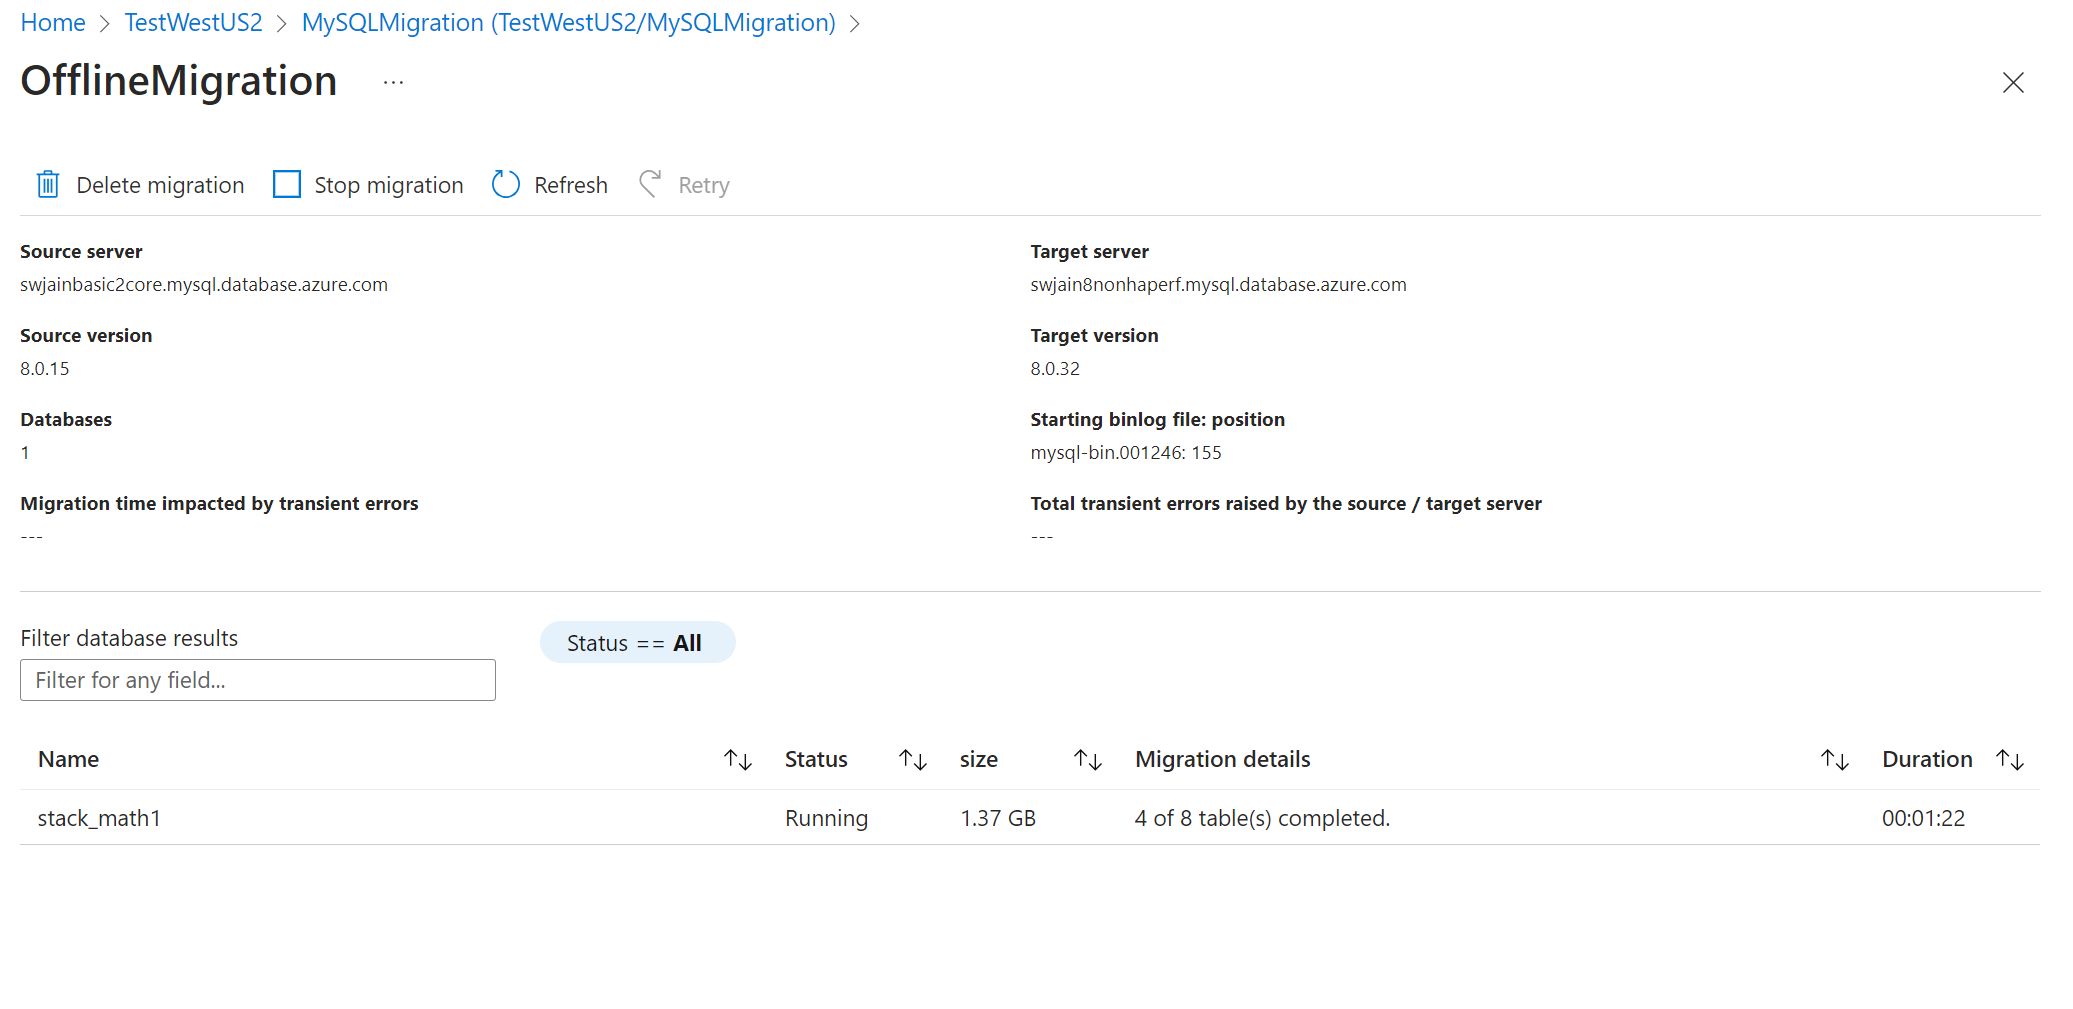 Home > TestWestUS2 > MySQLMigration (TestWestUS2/MySQLMigration) >
OfflineMigration ...
Delete migration Stop migration Refresh Retry
Source server
swjainbasic2core.mysql.database.azure.com
Target server
swjain8nonhaperf.mysql.database.azure.com
Source version
8.0.15
Target version
8.0.32
Databases
1
Starting binlog file: position
mysql-bin.001246: 155
Migration time impacted by transient errors
---
Total transient errors raised by the source / target server
---
Filter database results
Filter for any field...
Status == All
Name Status size Migration details Duration
stack_math1 Running 1.37 GB 4 of 8 table(s) completed. 00:01:22